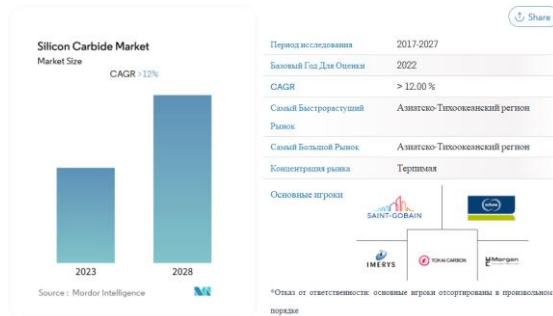 Share
Silicon Carbide Market
Market Size
CAGR >12%
2023
2028
Source : Mordor Intelligence
Период исследования 2017-2027
Базовый Год Для Оценки 2022
CAGR > 12.00 %
Самый Быстрорастущий Рынок Азиатско-Тихоокеанский регион
Самый Большой Рынок Азиатско-Тихоокеанский регион
Концентрация рынка Терпимая
Основные игроки
SAINT-GOBAIN
IMERYS
TOKAI CARBON
Morgan
*Отказ от ответственности: основные игроки отсортированы в произвольном
порядке